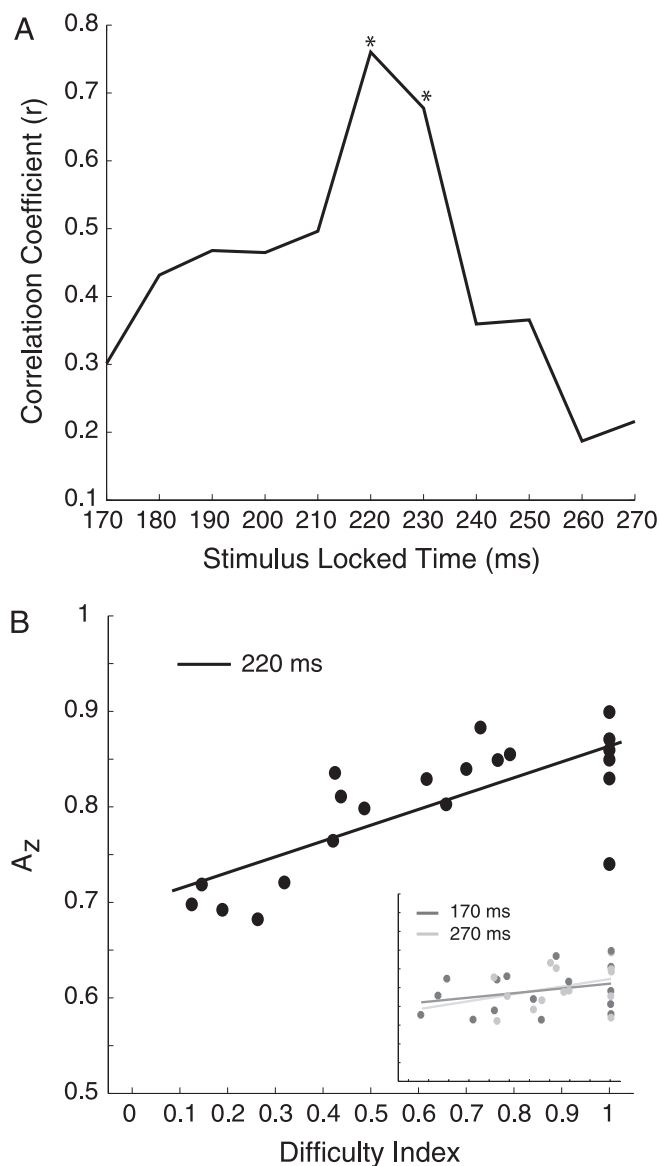 A
0.8
*
*
0.7
0.6
0.5
0.4
0.3
0.2
0.1
Correlatioon Coefficient (r)
170 180 190 200 210 220 230 240 250 260 270
Stimulus Locked Time (ms)
B
1
220 ms
0.9
0.8
Az
0.7
170 ms
270 ms
0.6
0.5
0 0.1 0.2 0.3 0.4 0.5 0.6 0.7 0.8 0.9 1
Difficulty Index